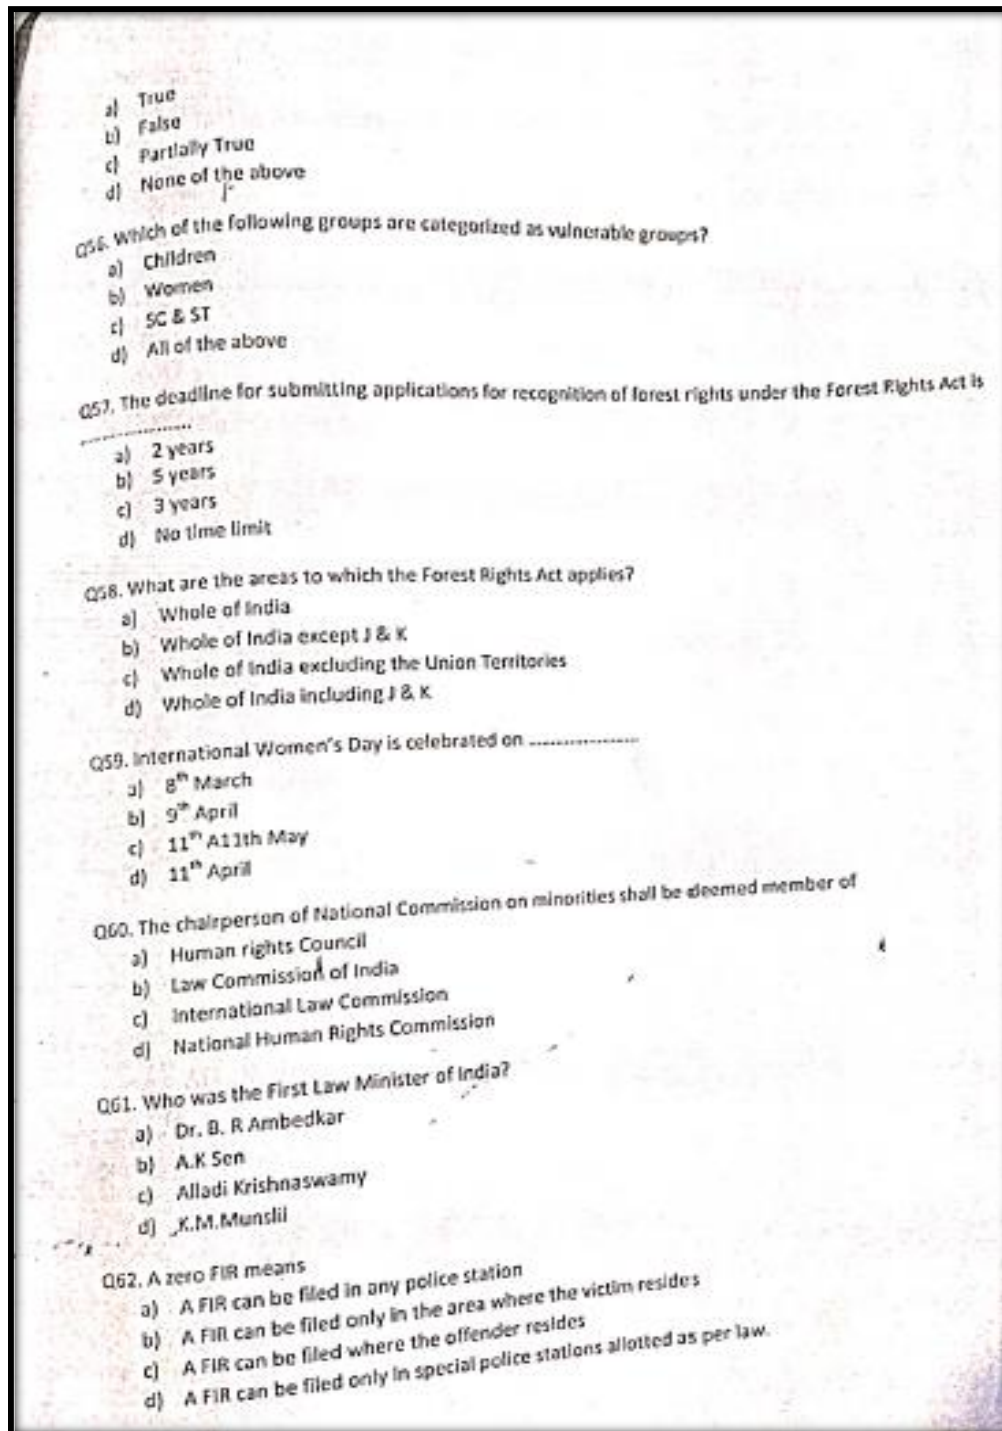 a) True
b) False
c) Partially True
d) None of the above
Q56. Which of the following groups are categorized as vulnerable groups?
a) Children
b) Women
c) SC & ST
d) All of the above
Q57. The deadline for submitting applications for recognition of forest rights under the Forest Rights Act is
..................
a) 2 years
b) 5 years
c) 3 years
d) No time limit
Q58. What are the areas to which the Forest Rights Act applies?
a) Whole of India
b) Whole of India except J & K
c) Whole of India excluding the Union Territories
d) Whole of India including J & K
Q59. International Women's Day is celebrated on ..................
a) 8th March
b) 9th April
c) 11th A11th May
d) 11th April
Q60. The chairperson of National Commission on minorities shall be deemed member of
a) Human rights Council
b) Law Commission of India
c) International Law Commission
d) National Human Rights Commission
Q61. Who was the First Law Minister of India?
a) Dr. B. R Ambedkar
b) A.K Sen
c) Alladi Krishnaswamy
d) K.M.Munshi
Q62. A zero FIR means
a) A FIR can be filed in any police station
b) A FIR can be filed only in the area where the victim resides
c) A FIR can be filed where the offender resides
d) A FIR can be filed only in special police stations allotted as per law.